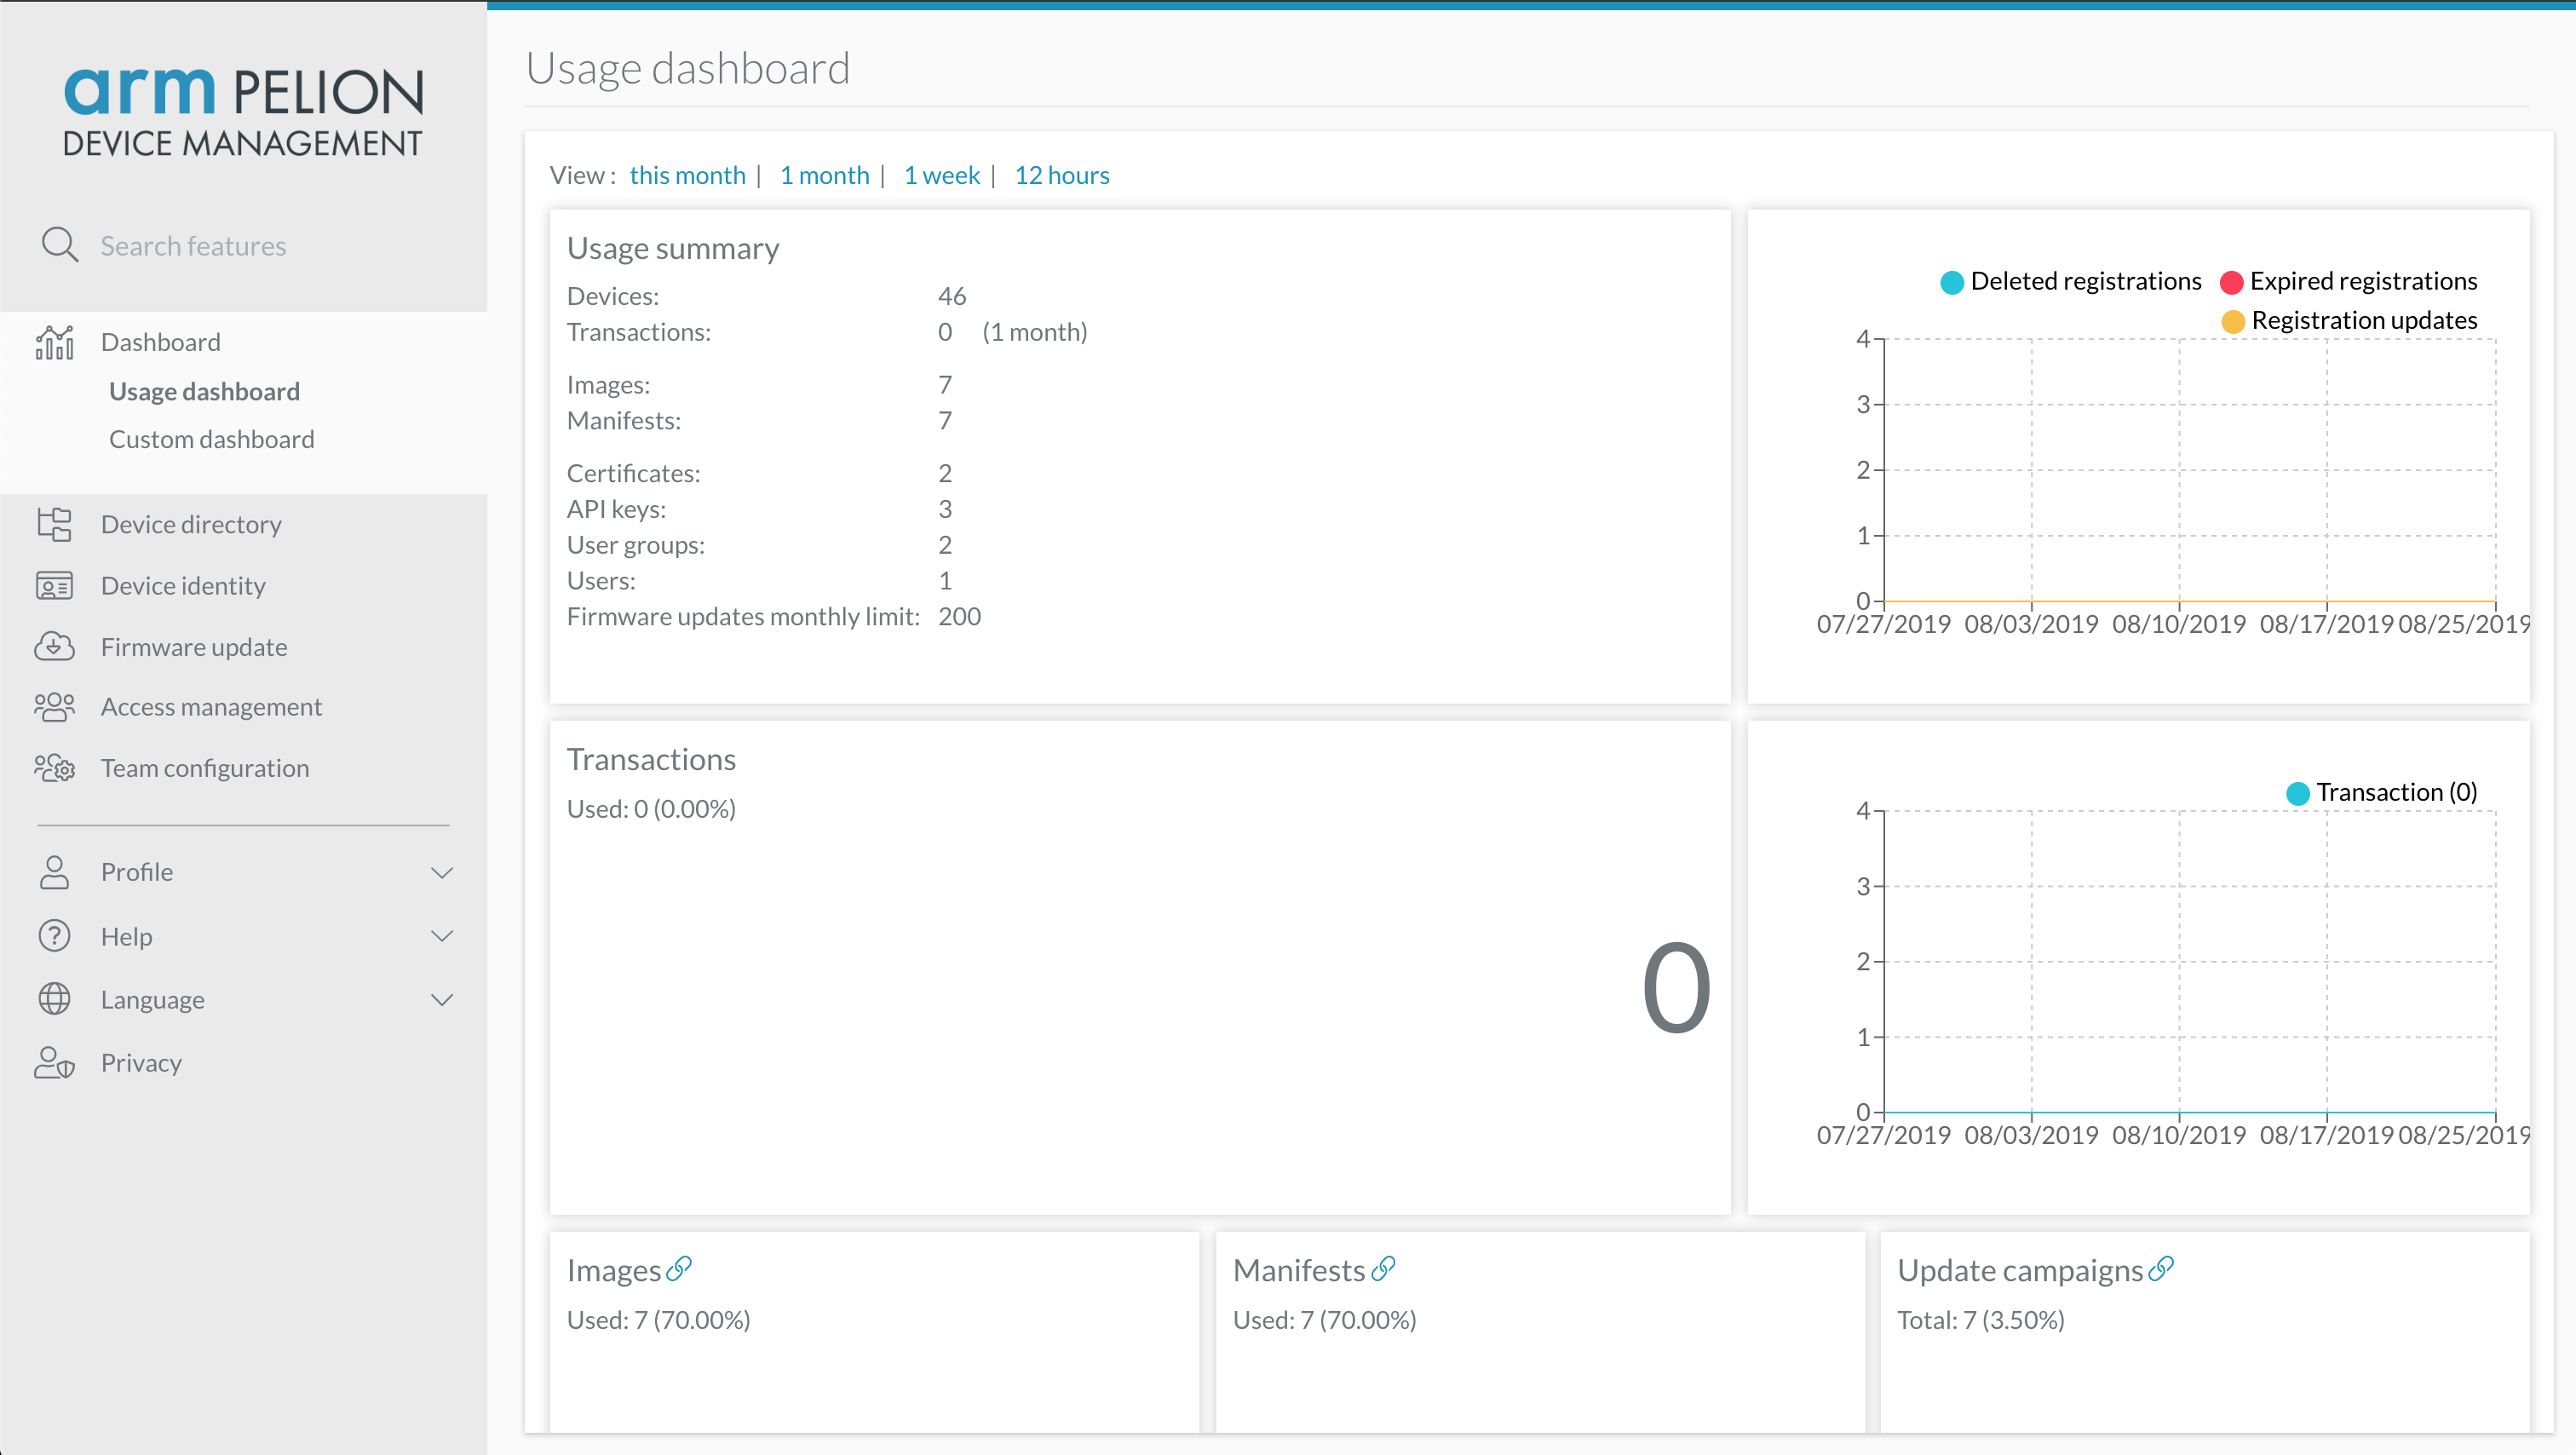 arm PELION
DEVICE MANAGEMENT
Search features
Dashboard
Usage dashboard
Custom dashboard
Device directory
Device identity
Firmware update
Access management
Team configuration
Profile
Help
Language
Privacy
Usage dashboard
View : this month | 1 month | 1 week | 12 hours
Usage summary
Devices: 46
Transactions: 0 (1 month)
Images: 7
Manifests: 7
Certificates: 2
API keys: 3
User groups: 2
Users: 1
Firmware updates monthly limit: 200
Deleted registrations Expired registrations
Registration updates
4
3
2
1
0
07/27/2019 08/03/2019 08/10/2019 08/17/2019 08/25/2019
Transactions
Used: 0 (0.00%)
0
Transaction (0)
4
3
2
1
0
07/27/2019 08/03/2019 08/10/2019 08/17/2019 08/25/2019
Images
Used: 7 (70.00%)
Manifests
Used: 7 (70.00%)
Update campaigns
Total: 7 (3.50%)